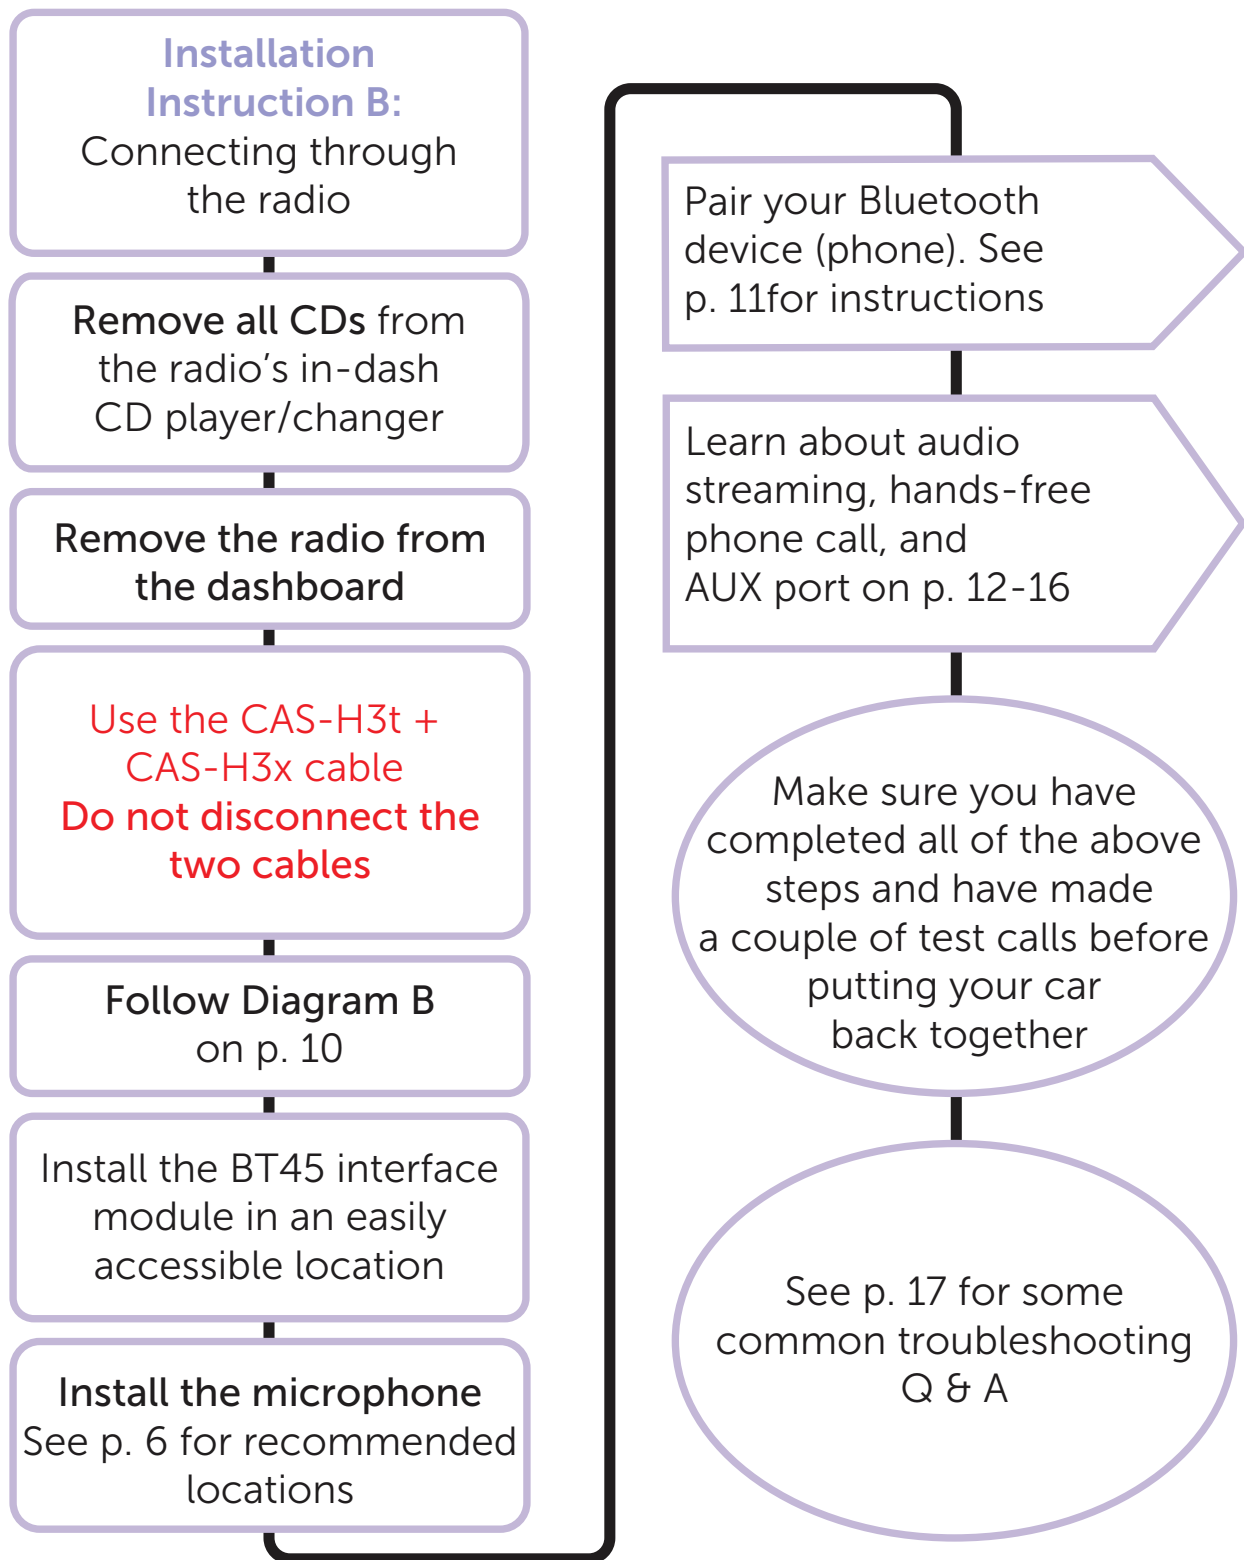 Installation
Instruction B:
Connecting through
the radio
Remove all CDs from
the radio’s in-dash
CD player/changer
Remove the radio from
the dashboard
Use the CAS-H3t +
CAS-H3x cable
Do not disconnect the
two cables
Follow Diagram B
on p. 10
Install the BT45 interface
module in an easily
accessible location
Install the microphone
See p. 6 for recommended
locations
Pair your Bluetooth
device (phone). See
p. 11for instructions
Learn about audio
streaming, hands-free
phone call, and
AUX port on p. 12-16
Make sure you have
completed all of the above
steps and have made
a couple of test calls before
putting your car
back together
See p. 17 for some
common troubleshooting
Q & A